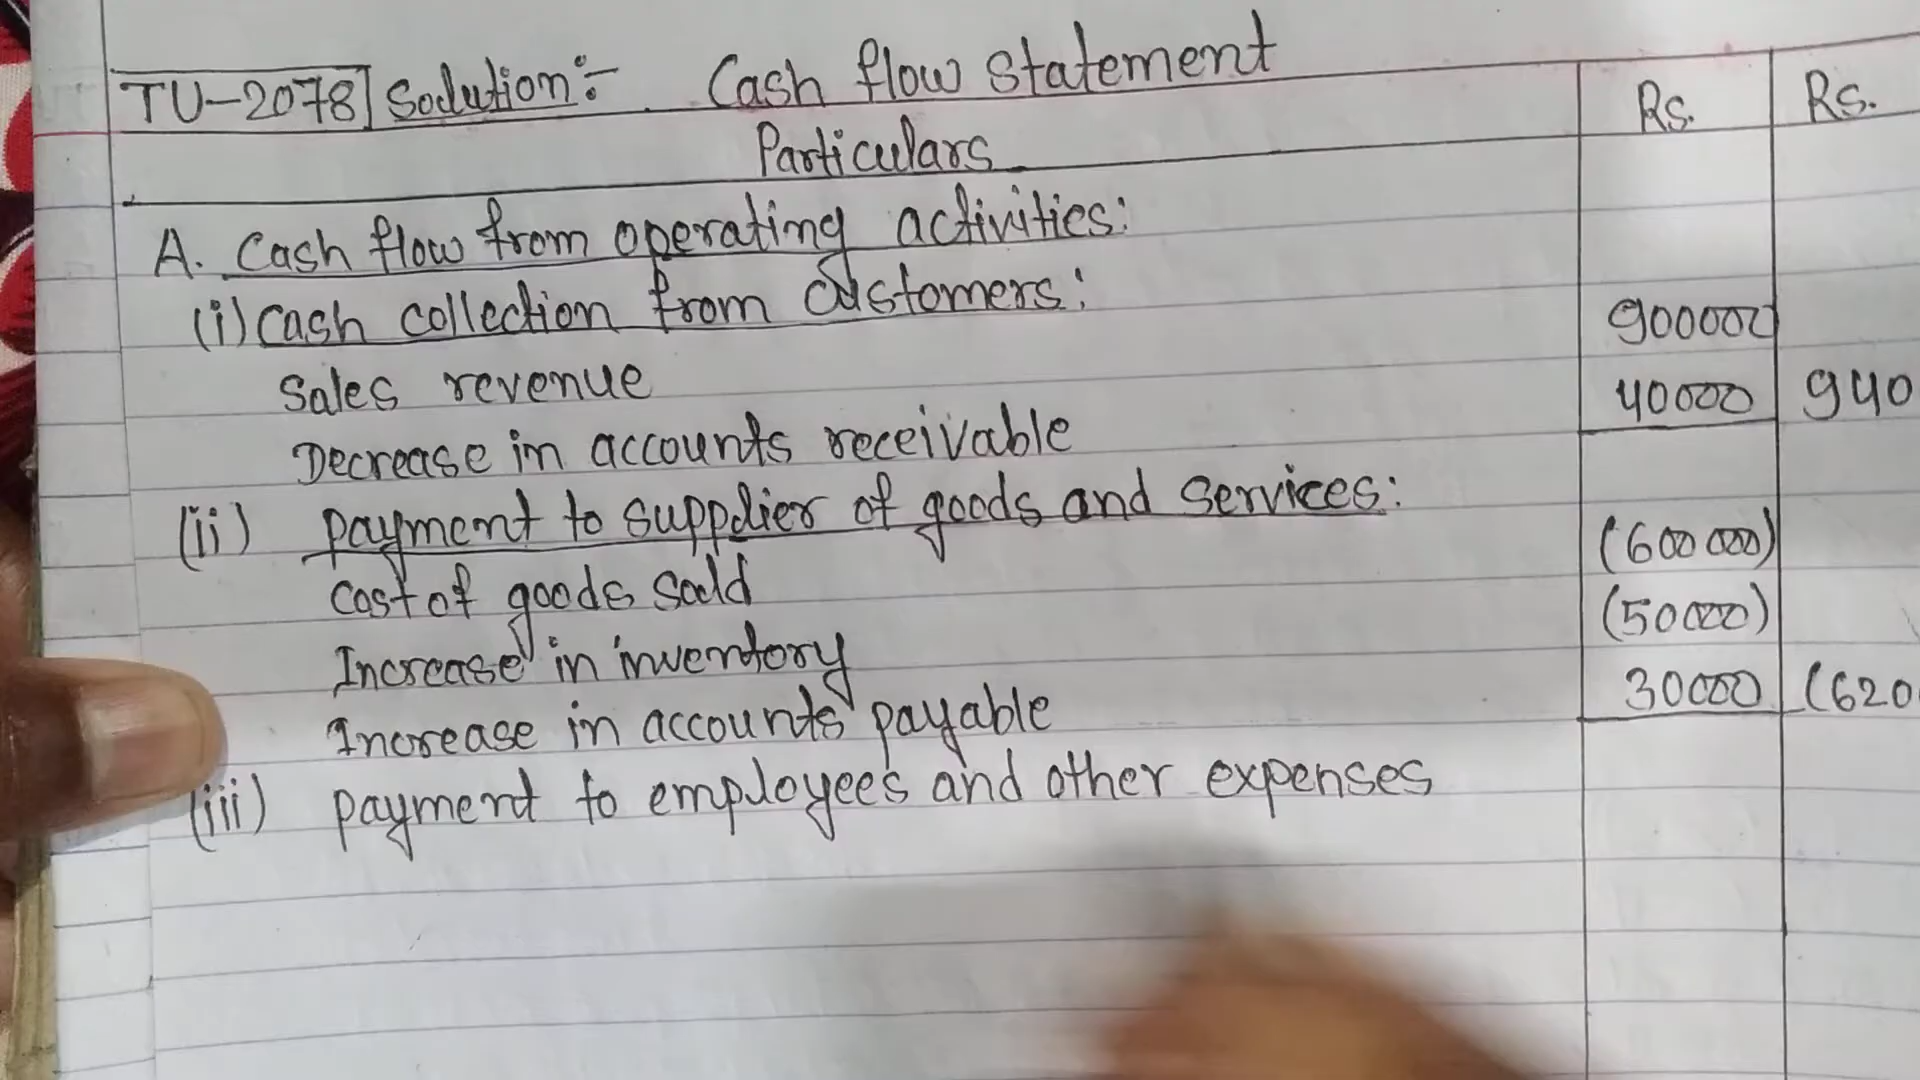 TU-2078 Solution:- Cash flow statement
Particulars Rs. Rs.
A. Cash flow from operating activities:
(i) Cash collection from customers:
Sales revenue 900000
Decrease in accounts receivable 40000 940
(ii) payment to supplier of goods and services:
Cost of goods sold (600000)
Increase in inventory (50000)
Increase in accounts payable 30000 (620
(iii) payment to employees and other expenses